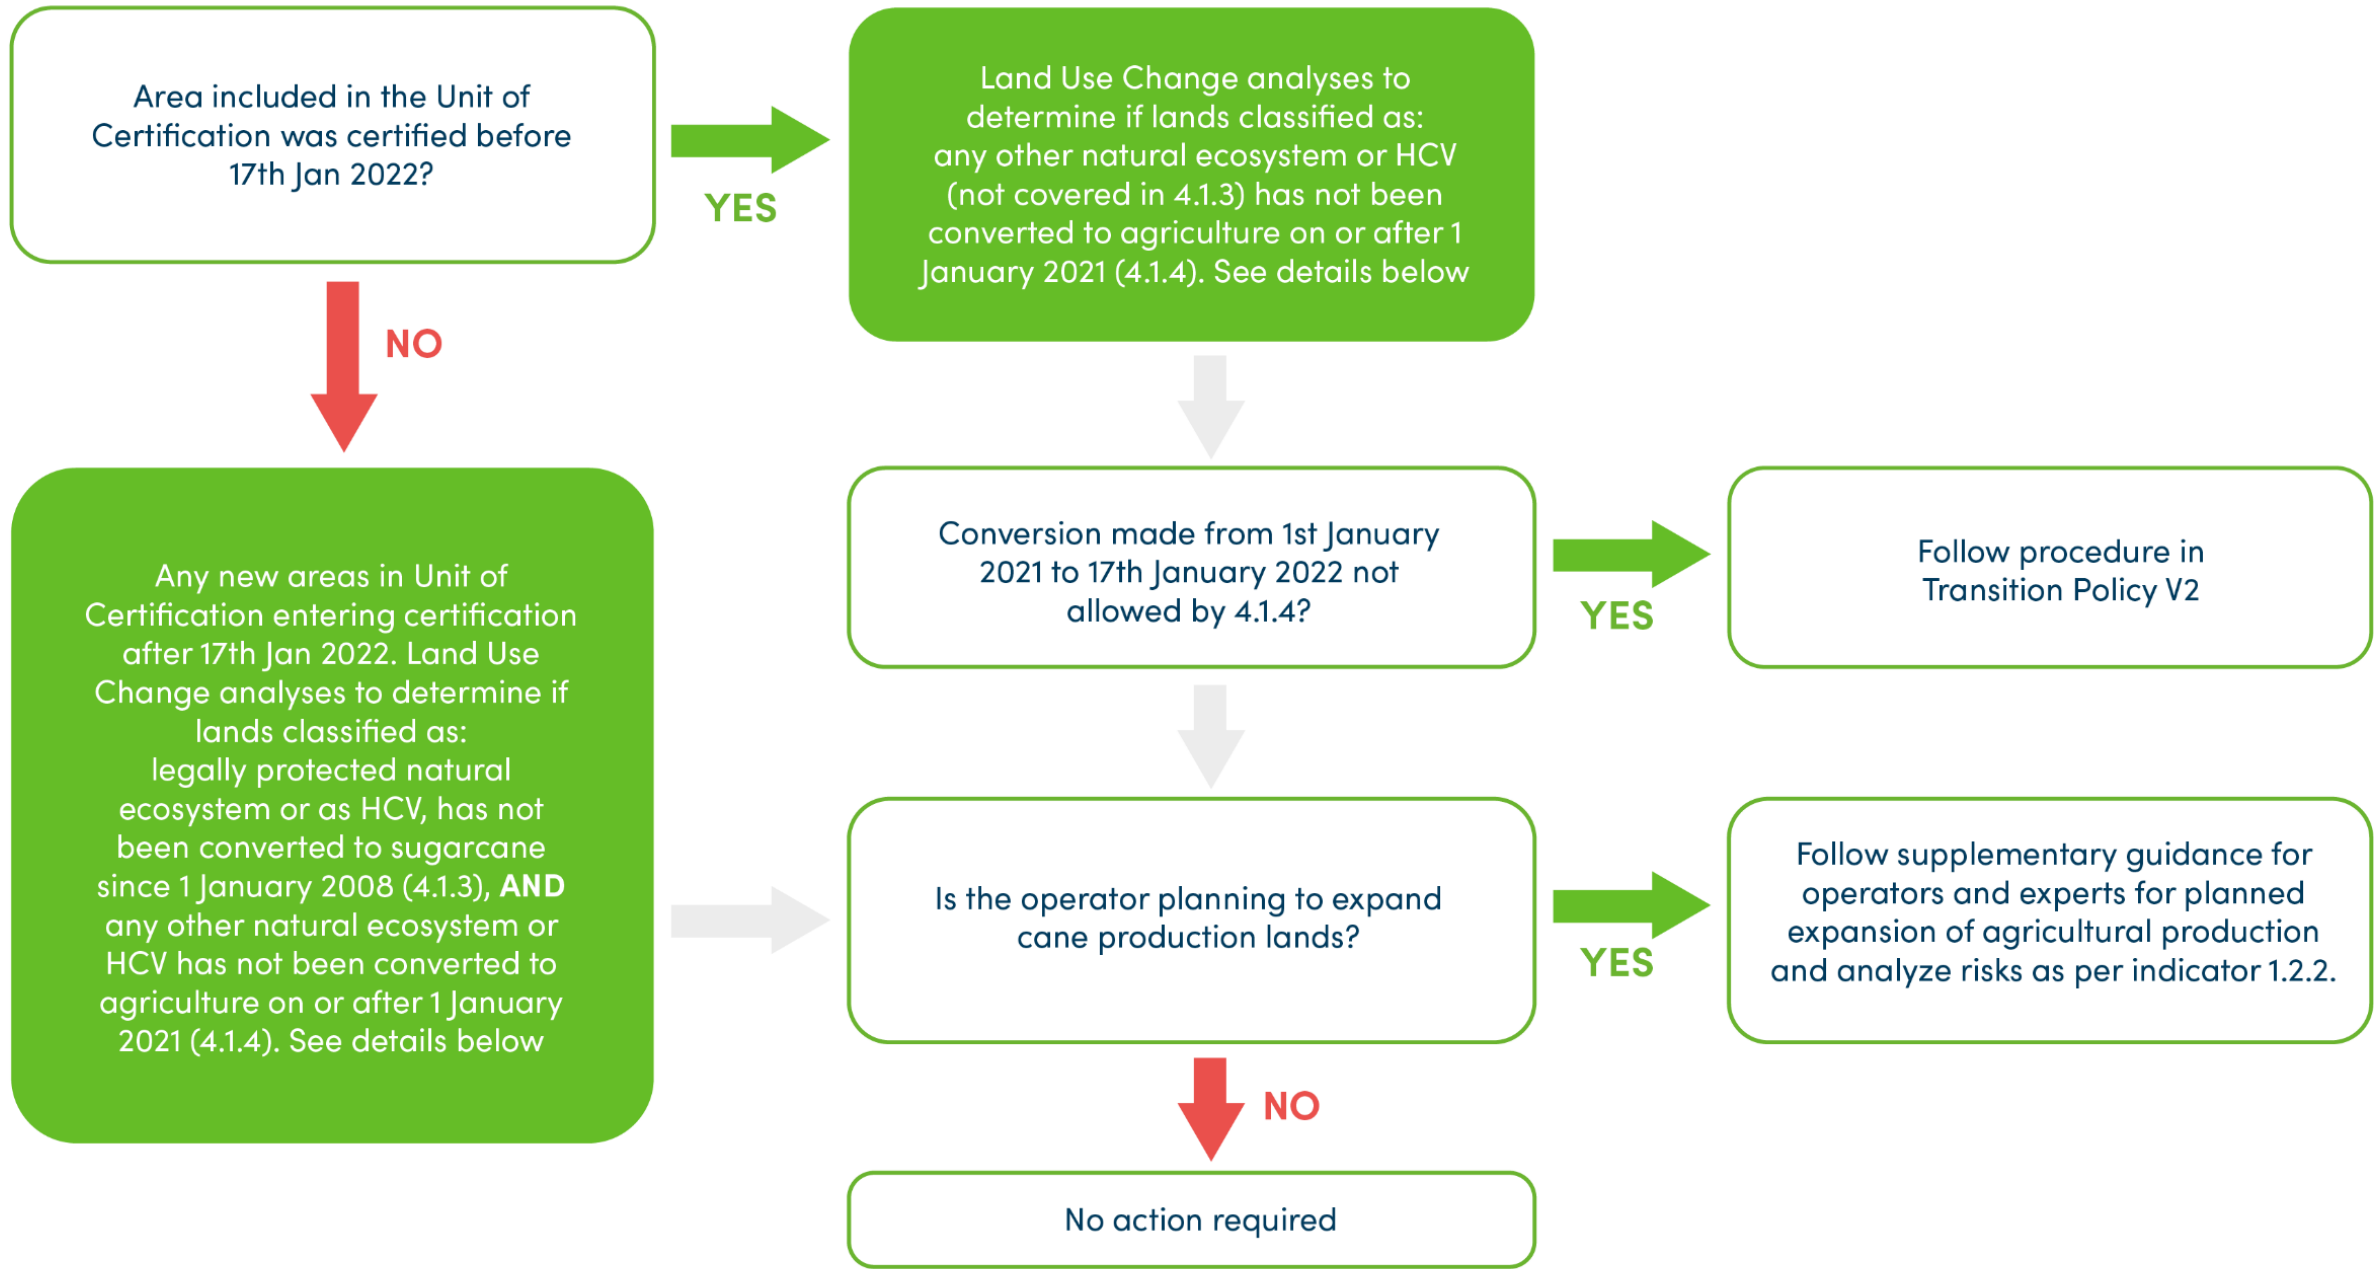 Area included in the Unit of
Certification was certified before
17th Jan 2022?
YES
Land Use Change analyses to
determine if lands classified as:
any other natural ecosystem or HCV
(not covered in 4.1.3) has not been
converted to agriculture on or after 1
January 2021 (4.1.4). See details below
NO
Any new areas in Unit of
Certification entering certification
after 17th Jan 2022. Land Use
Change analyses to determine if
lands classified as:
legally protected natural
ecosystem or as HCV, has not
been converted to sugarcane
since 1 January 2008 (4.1.3), AND
any other natural ecosystem or
HCV has not been converted to
agriculture on or after 1 January
2021 (4.1.4). See details below
Conversion made from 1st January
2021 to 17th January 2022 not
allowed by 4.1.4?
YES
Follow procedure in
Transition Policy V2
Is the operator planning to expand
cane production lands?
YES
Follow supplementary guidance for
operators and experts for planned
expansion of agricultural production
and analyze risks as per indicator 1.2.2.
NO
No action required